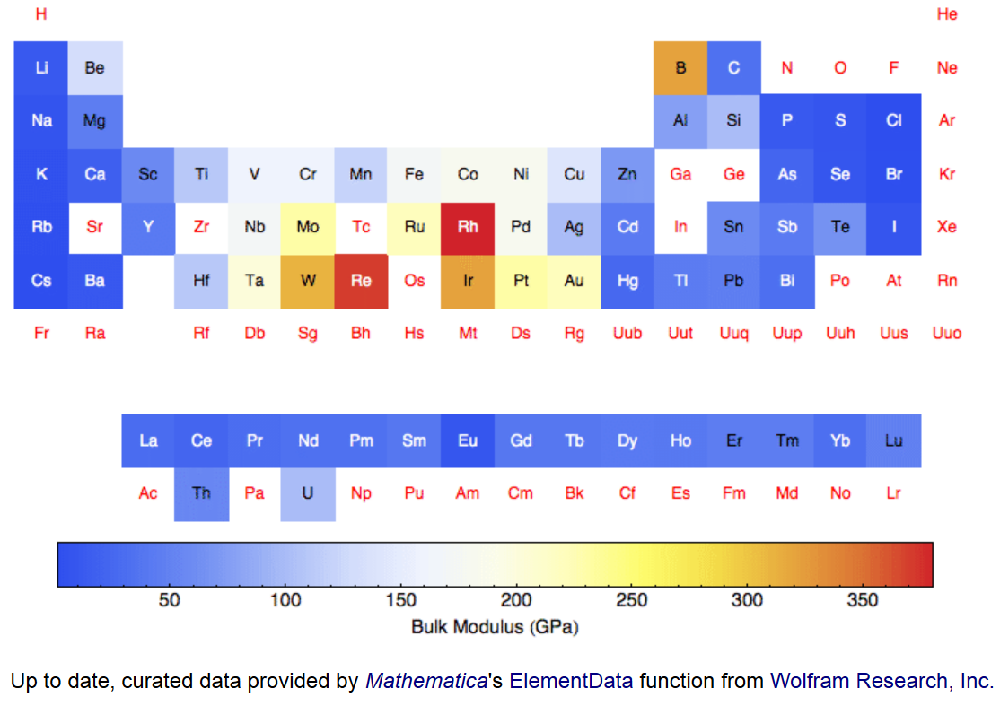 H He
Li Be B C N O F Ne
Na Mg Al Si P S Cl Ar
K Ca Sc Ti V Cr Mn Fe Co Ni Cu Zn Ga Ge As Se Br Kr
Rb Sr Y Zr Nb Mo Tc Ru Rh Pd Ag Cd In Sn Sb Te I Xe
Cs Ba Hf Ta W Re Os Ir Pt Au Hg Tl Pb Bi Po At Rn
Fr Ra Rf Db Sg Bh Hs Mt Ds Rg Uub Uut Uuq Uup Uuh Uus Uuo
La Ce Pr Nd Pm Sm Eu Gd Tb Dy Ho Er Tm Yb Lu
Ac Th Pa U Np Pu Am Cm Bk Cf Es Fm Md No Lr
50 100 150 200 250 300 350
Bulk Modulus (GPa)
Up to date, curated data provided by Mathematica's ElementData function from Wolfram Research, Inc.